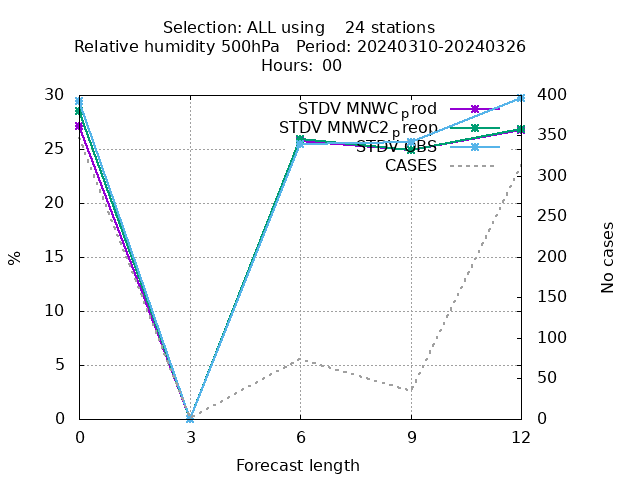 Selection: ALL using    24 stations
Relative humidity 500hPa   Period: 20240310-20240326
Hours: 00
30
25
20
15
10
5
0
%
400
350
300
250
200
150
100
50
0
No cases
STDV MNWCprod
STDV MNWC2preop
STDV OBS
CASES
0 3 6 9 12
Forecast length